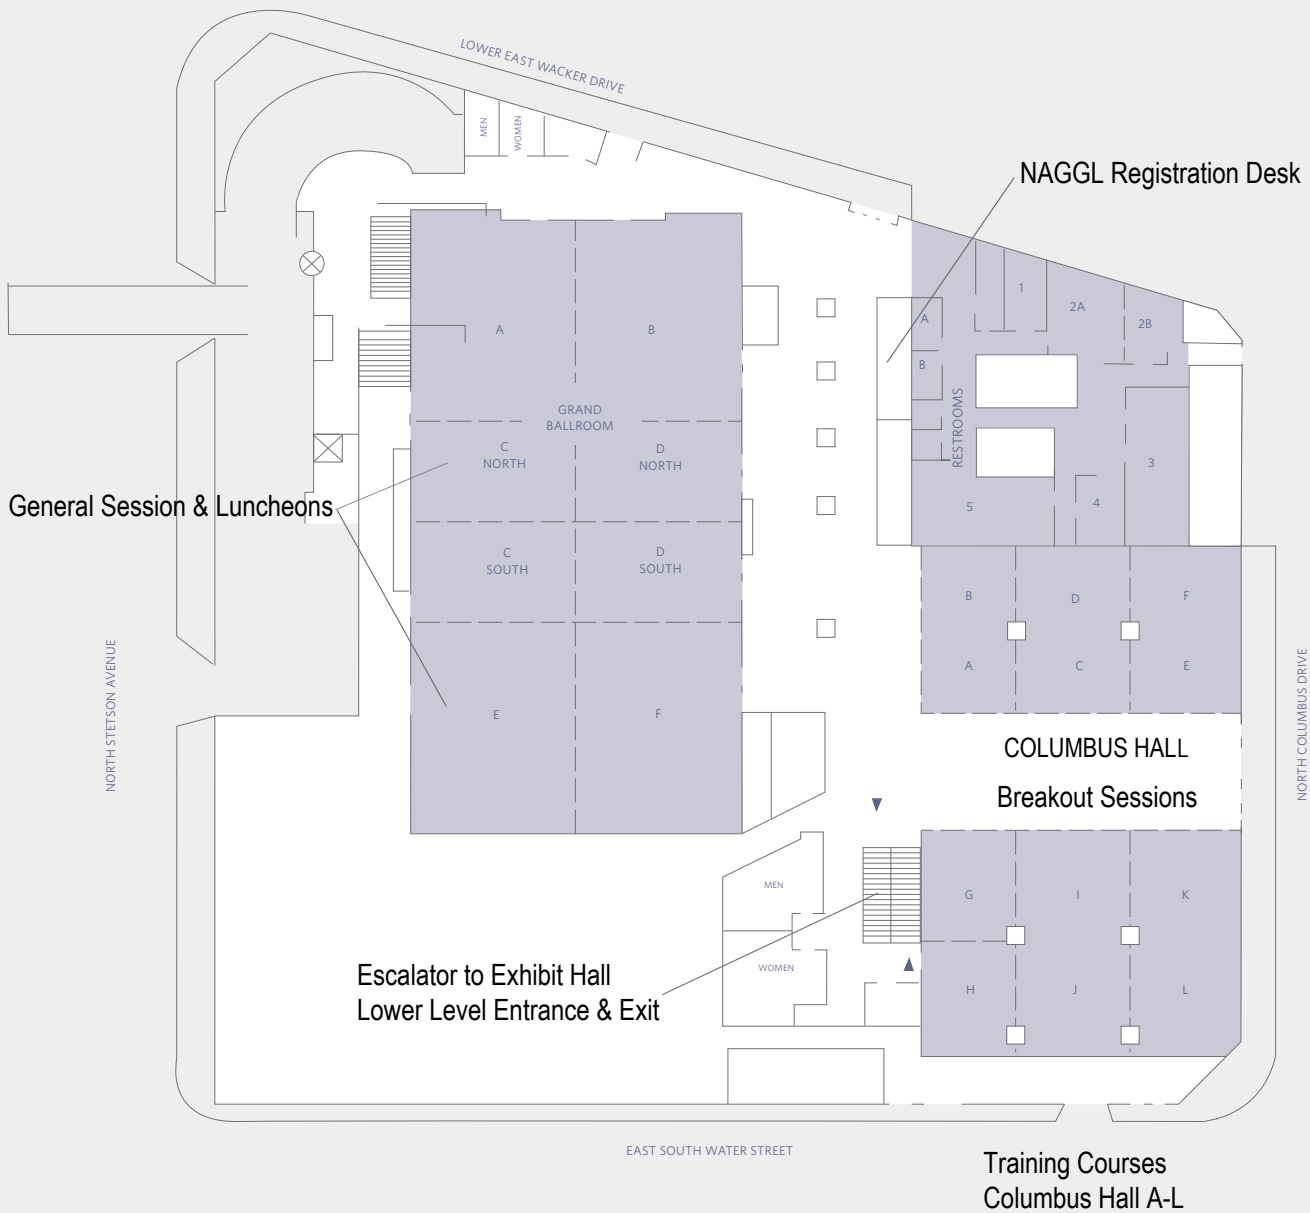 LOWER EAST WACKER DRIVE
MEN
WOMEN
NAGGL Registration Desk
1
2A
2B
A
B
A
B
RESTROOMS
GRAND
BALLROOM
C
NORTH
D
NORTH
3
4
5
General Session & Luncheons
C
SOUTH
D
SOUTH
B
D
F
A
C
E
NORTH STETSON AVENUE
NORTH COLUMBUS DRIVE
E
F
COLUMBUS HALL
Breakout Sessions
MEN
WOMEN
G
I
K
H
J
L
Escalator to Exhibit Hall
Lower Level Entrance & Exit
EAST SOUTH WATER STREET
Training Courses
Columbus Hall A-L